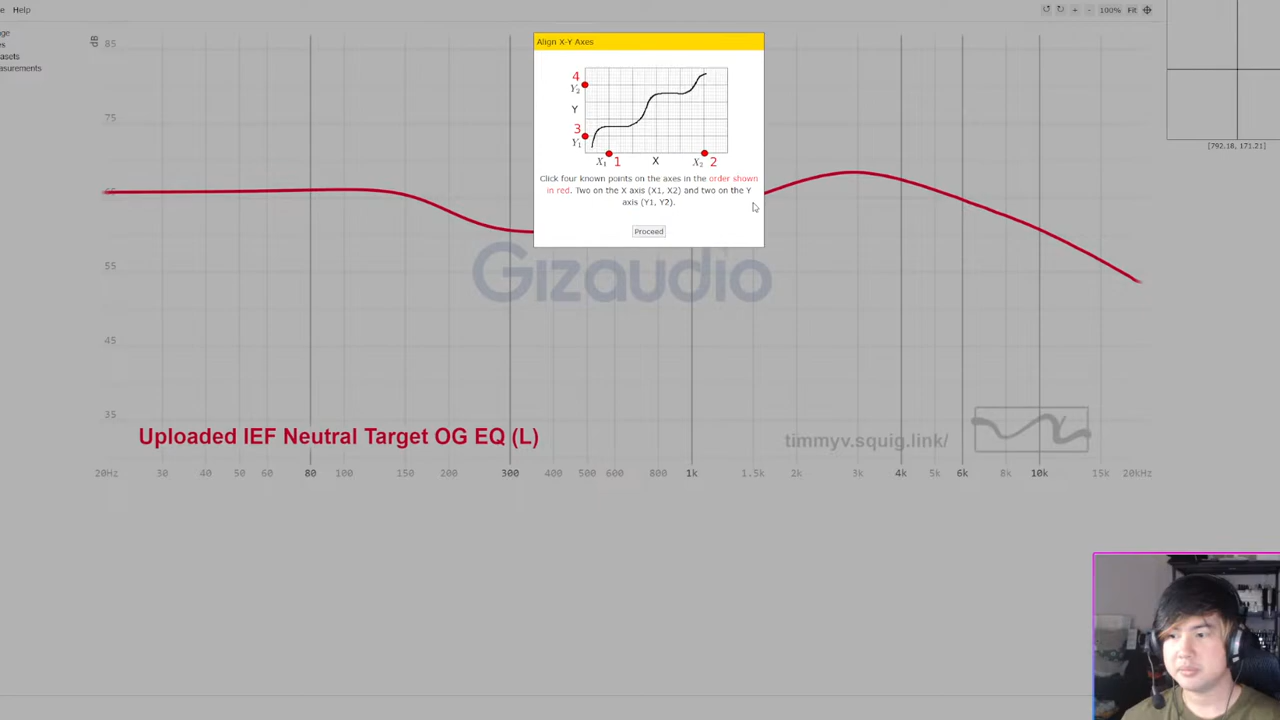 Help
100% Fit
dB
85
75
65
55
45
35
Align X-Y Axes
4
Y2
Y
3
Y1
X1 1 X X2 2
Click four known points on the axes in the order shown
in red. Two on the X axis (X1, X2) and two on the Y
axis (Y1, Y2).
Proceed
[792.18, 171.21]
Gizaudio
Uploaded IEF Neutral Target OG EQ (L)
timmyv.squig.link/
20Hz 30 40 50 60 80 100 150 200 300 400 500 600 800 1k 1.5k 2k 3k 4k 5k 6k 8k 10k 15k 20kHz